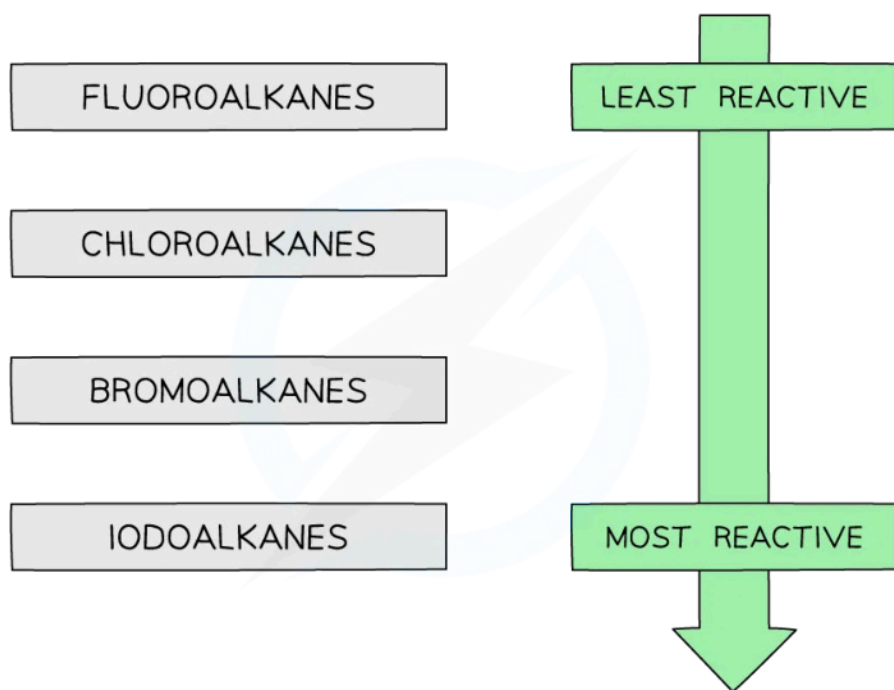 FLUOROALKANES
LEAST REACTIVE
CHLOROALKANES
BROMOALKANES
IODOALKANES
MOST REACTIVE